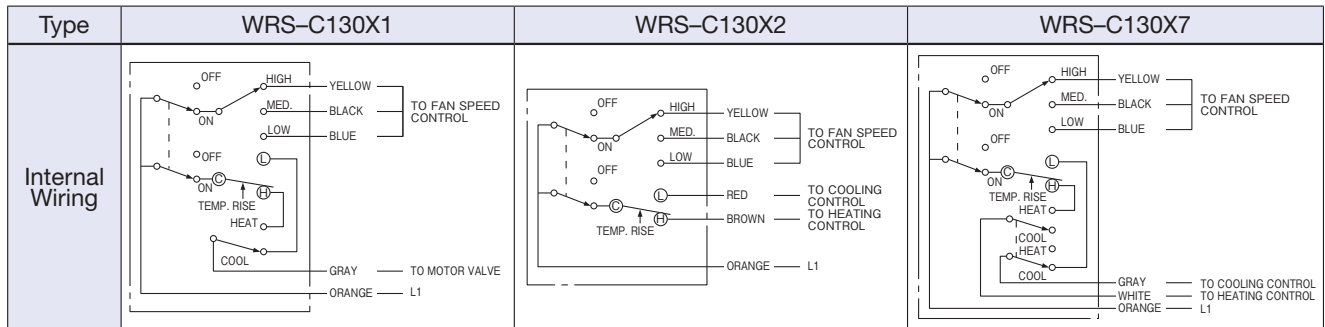 Type
WRS–C130X1
WRS–C130X2
WRS–C130X7
Internal
Wiring
OFF
HIGH
YELLOW
MED.
BLACK
TO FAN SPEED
CONTROL
ON
LOW
BLUE
OFF
L
ON
C
H
TEMP. RISE
HEAT
COOL
GRAY
TO MOTOR VALVE
ORANGE
L1
OFF
HIGH
YELLOW
MED.
BLACK
TO FAN SPEED
CONTROL
ON
LOW
BLUE
OFF
L
RED
TO COOLING
CONTROL
C
H
BROWN
TO HEATING
CONTROL
TEMP. RISE
ORANGE
L1
OFF
HIGH
YELLOW
MED.
BLACK
TO FAN SPEED
CONTROL
ON
LOW
BLUE
OFF
L
ON
C
H
TEMP. RISE
HEAT
COOL
HEAT
COOL
GRAY
TO COOLING CONTROL
WHITE
TO HEATING CONTROL
ORANGE
L1